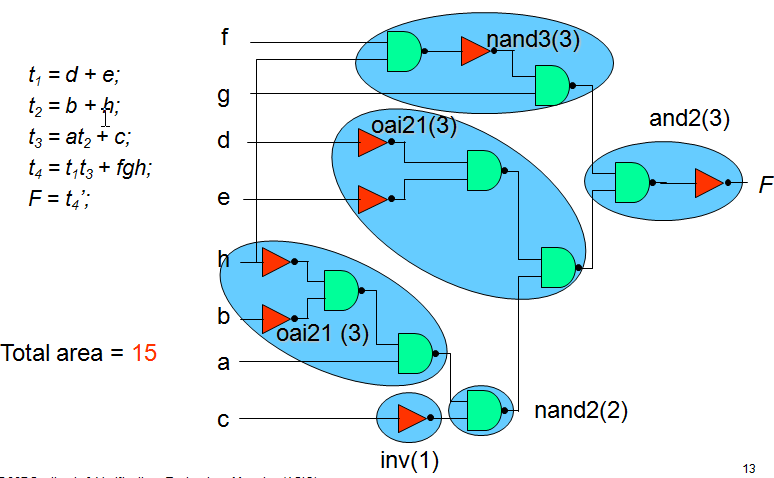 t1 = d + e;
t2 = b + h;
t3 = at2 + c;
t4 = t1t3 + fgh;
F = t4’;
Total area = 15
f
g
d
e
h
b
a
c
nand3(3)
oai21(3)
and2(3)
F
oai21 (3)
nand2(2)
inv(1)
13